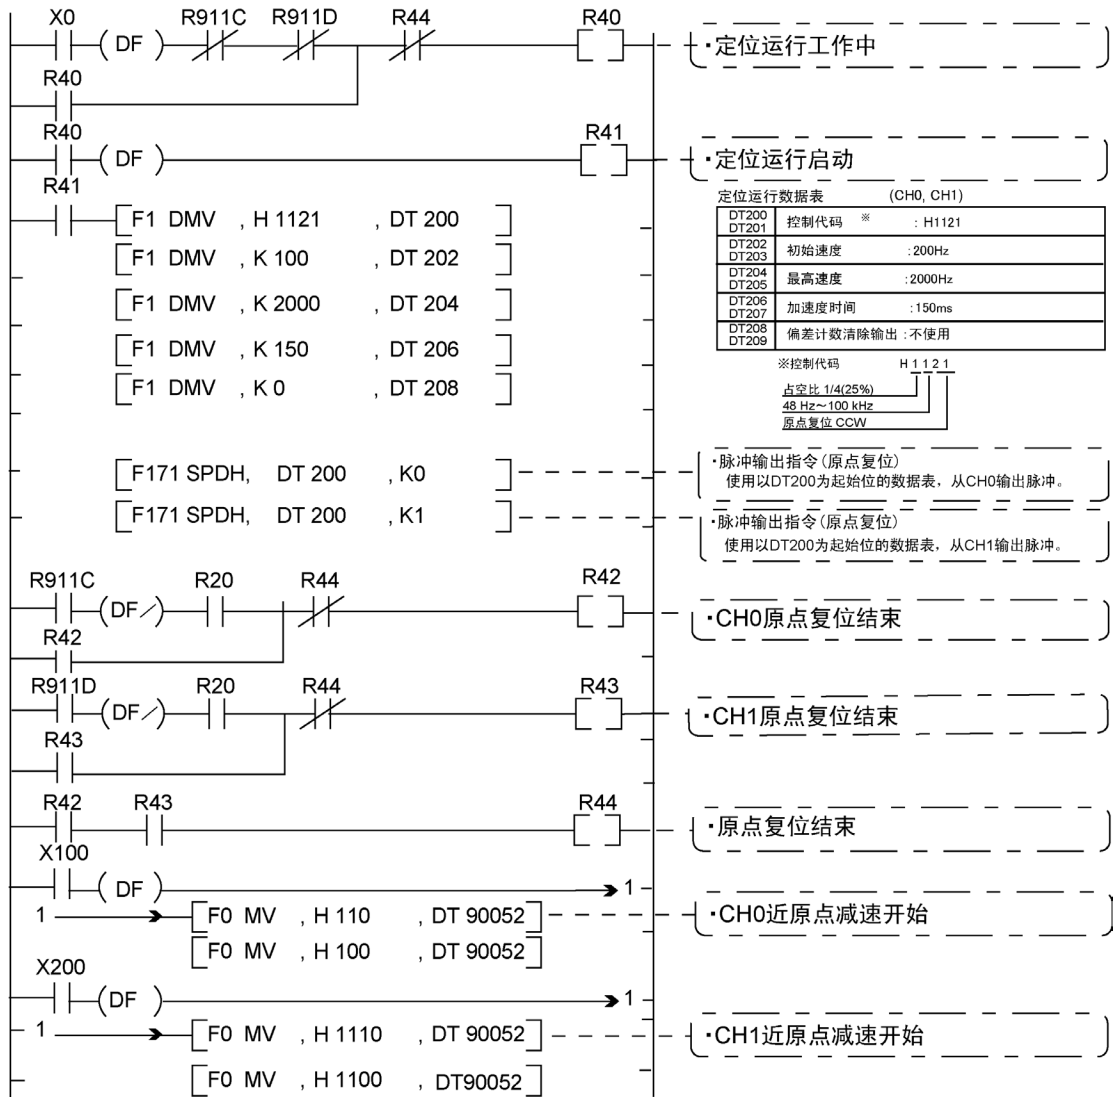 X0 R911C R911D R44 R40
DF
·定位运行工作中
R40
R40 R41
DF
·定位运行启动
R41
定位运行数据表 (CH0, CH1)
F1 DMV , H 1121 , DT 200
F1 DMV , K 100 , DT 202
F1 DMV , K 2000 , DT 204
F1 DMV , K 150 , DT 206
F1 DMV , K 0 , DT 208
DT200
DT201
控制代码 ※ : H1121
DT202
DT203
初始速度 :200Hz
DT204
DT205
最高速度 :2000Hz
DT206
DT207
加速度时间 :150ms
DT208
DT209
偏差计数清除输出 :不使用
※控制代码 H 1 1 2 1
占空比 1/4(25%)
48 Hz～100 kHz
原点复位 CCW
F171 SPDH, DT 200 , K0
·脉冲输出指令(原点复位)
使用以DT200为起始位的数据表，从CH0输出脉冲。
F171 SPDH, DT 200 , K1
·脉冲输出指令(原点复位)
使用以DT200为起始位的数据表，从CH1输出脉冲。
R911C R20 R44 R42
DF/
·CH0原点复位结束
R42
R911D R20 R44 R43
DF/
·CH1原点复位结束
R43
R42 R43 R44
·原点复位结束
X100
DF 1
1 F0 MV , H 110 , DT 90052
·CH0近原点减速开始
F0 MV , H 100 , DT 90052
X200
DF 1
1 F0 MV , H 1110 , DT 90052
·CH1近原点减速开始
F0 MV , H 1100 , DT90052